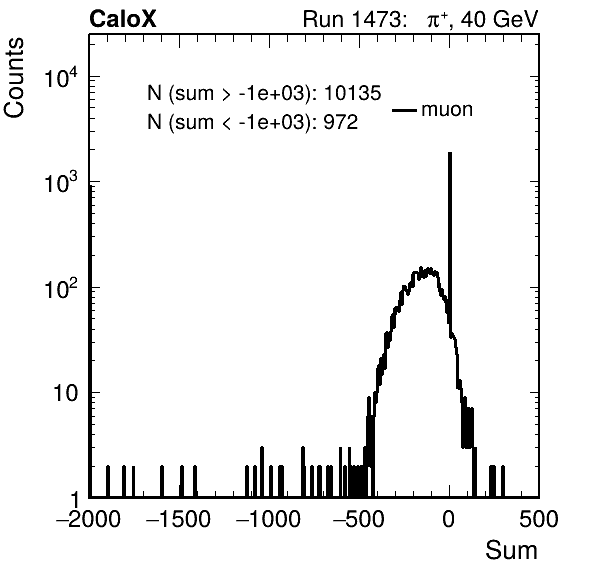 CaloX Run 1473: π⁺, 40 GeV
Counts
N (sum > -1e+03): 10135
N (sum < -1e+03): 972
muon
10⁴
10³
10²
10
1
−2000 −1500 −1000 −500 0 500
Sum